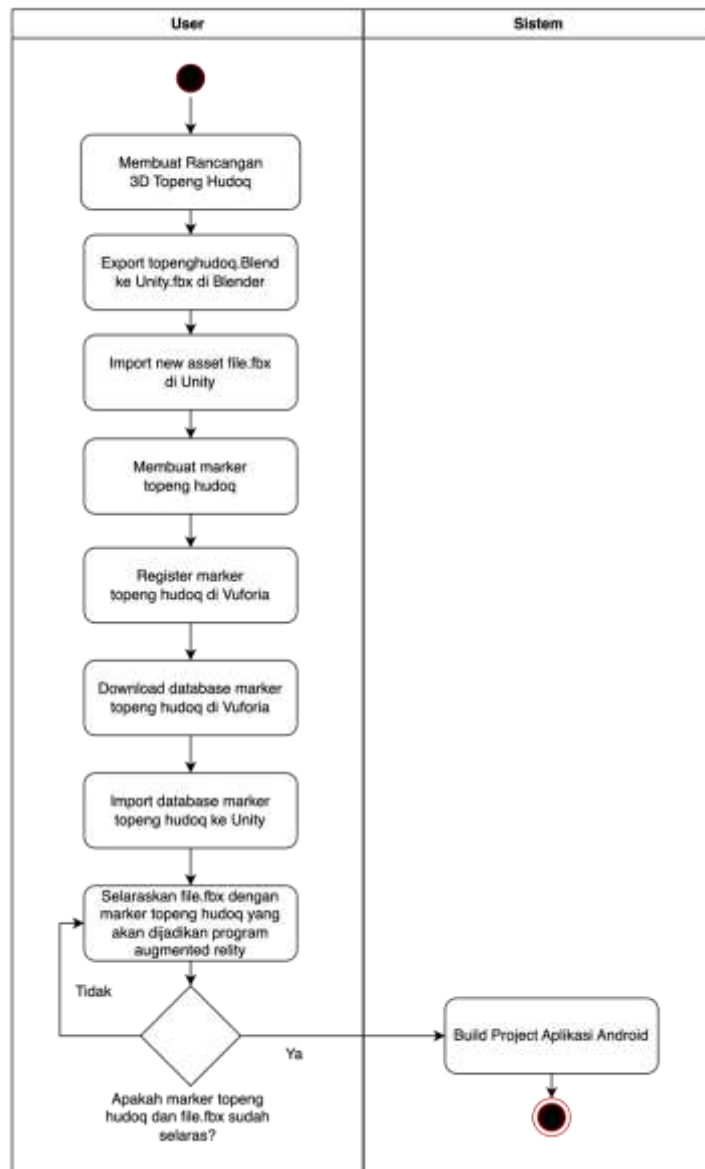 User
Sistem
Membuat Rancangan
3D Topeng Hudoq
Export topenghudoq.Blend
ke Unity.fbx di Blender
Import new asset file.fbx
di Unity
Membuat marker
topeng hudoq
Register marker
topeng hudoq di Vuforia
Download database marker
topeng hudoq di Vuforia
Import database marker
topeng hudoq ke Unity
Selaraskan file.fbx dengan
marker topeng hudoq yang
akan dijadikan program
augmented relity
Tidak
Ya
Build Project Aplikasi Android
Apakah marker topeng
hudoq dan file.fbx sudah
selaras?